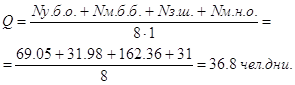 Q = Nу.б.о. + Nм.б.б. + Nз.ш. + Nм.н.о. / 8·1 =
= 69.05 + 31.98 + 162.36 + 31 / 8 = 36.8 чел.дни.